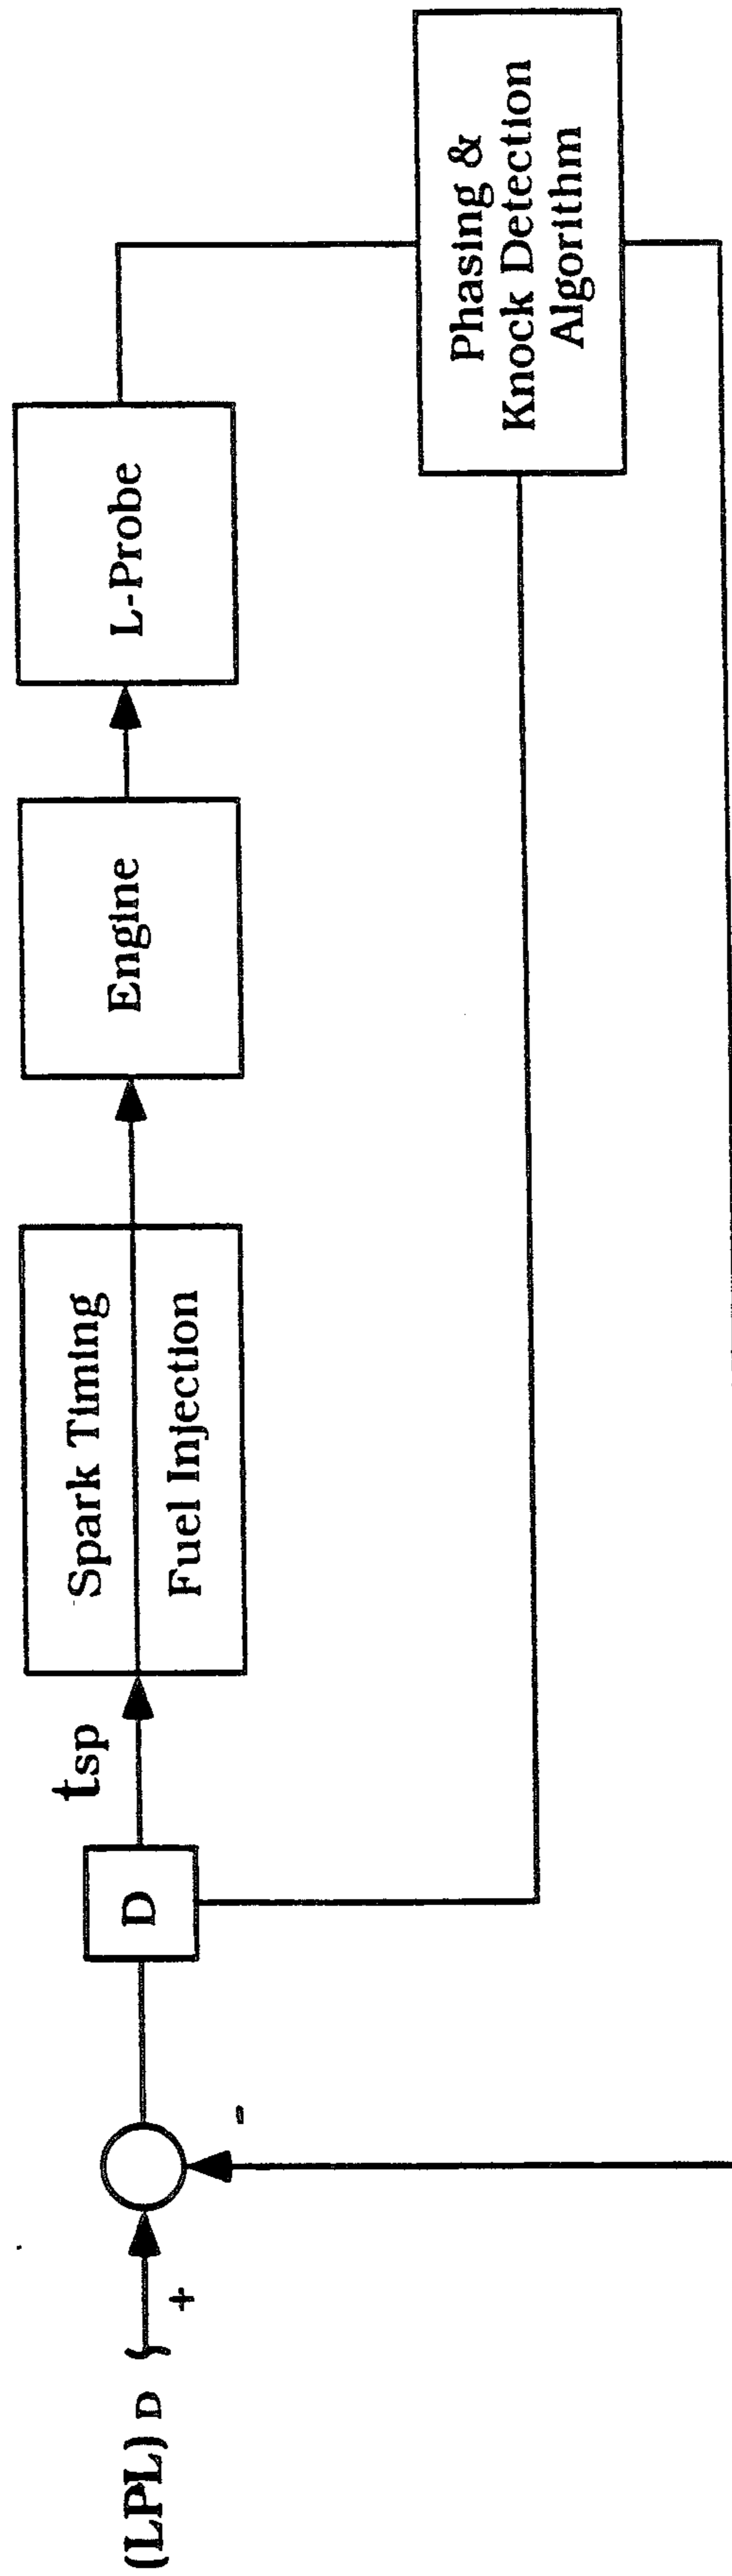 (LPL) D
+
-
D
tsp
Spark Timing
Fuel Injection
Engine
L-Probe
Phasing &
Knock Detection
Algorithm